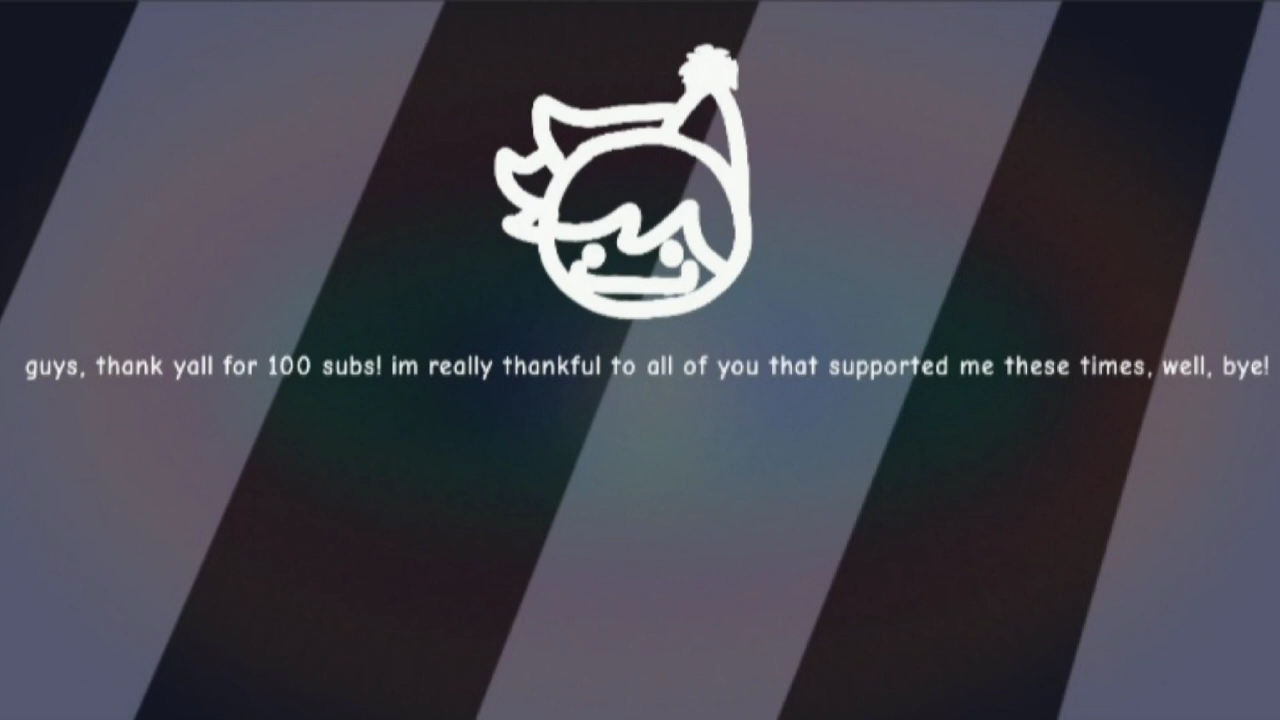 guys, thank yall for 100 subs! im really thankful to all of you that supported me these times, well, bye!